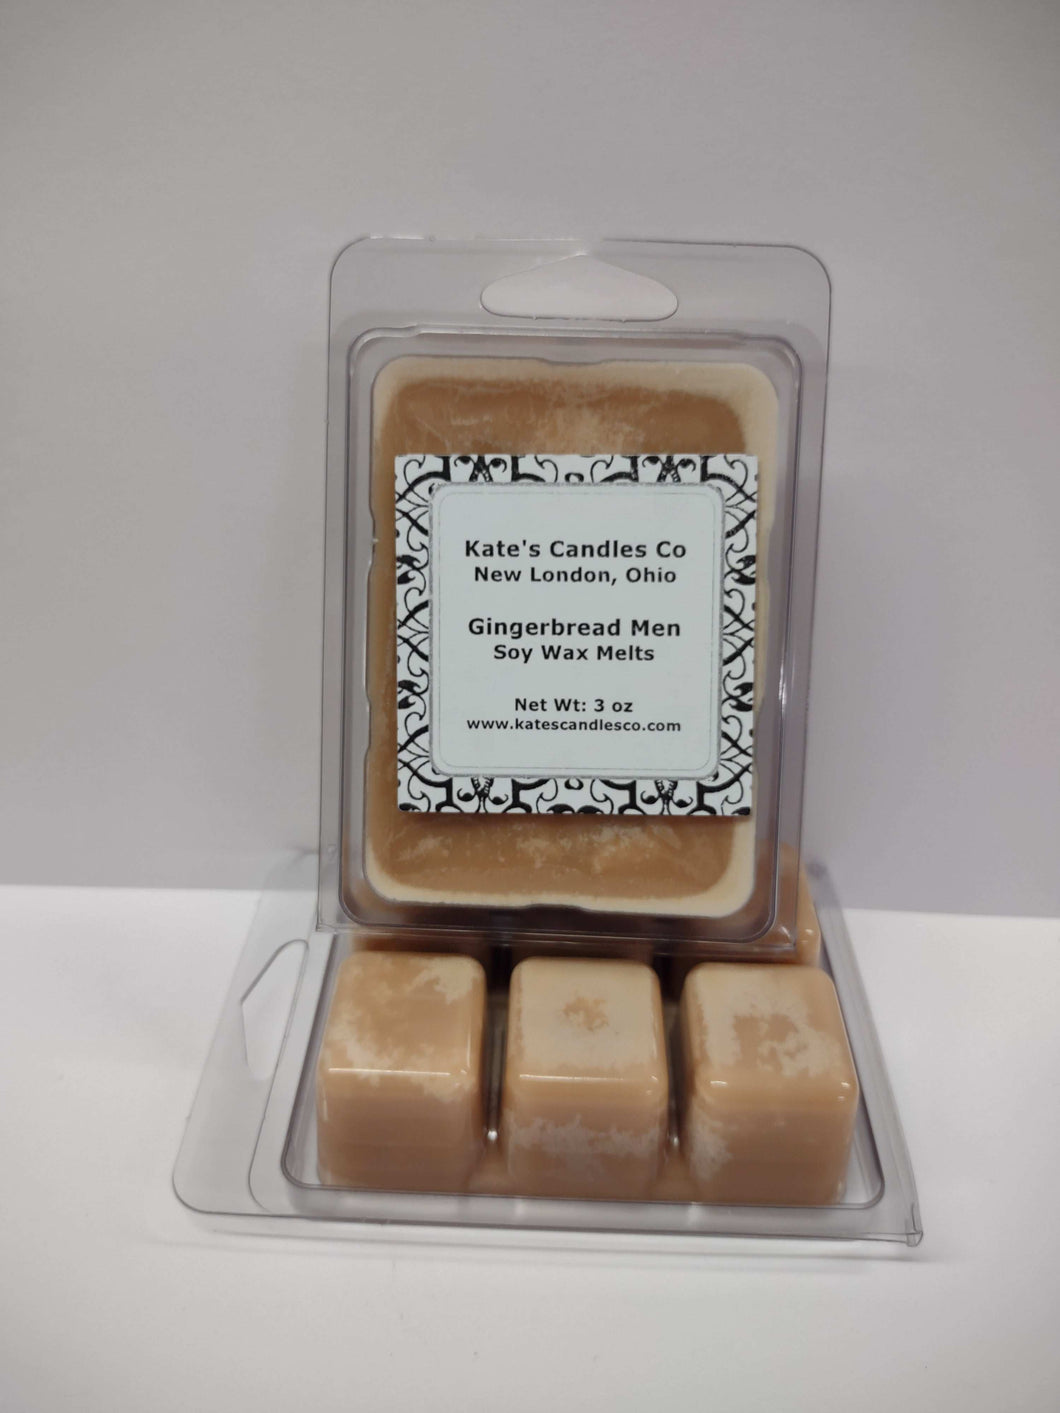 Kate's Candles Co
New London, Ohio
Gingerbread Men
Soy Wax Melts
Net Wt: 3 oz
www.katescandlesco.com